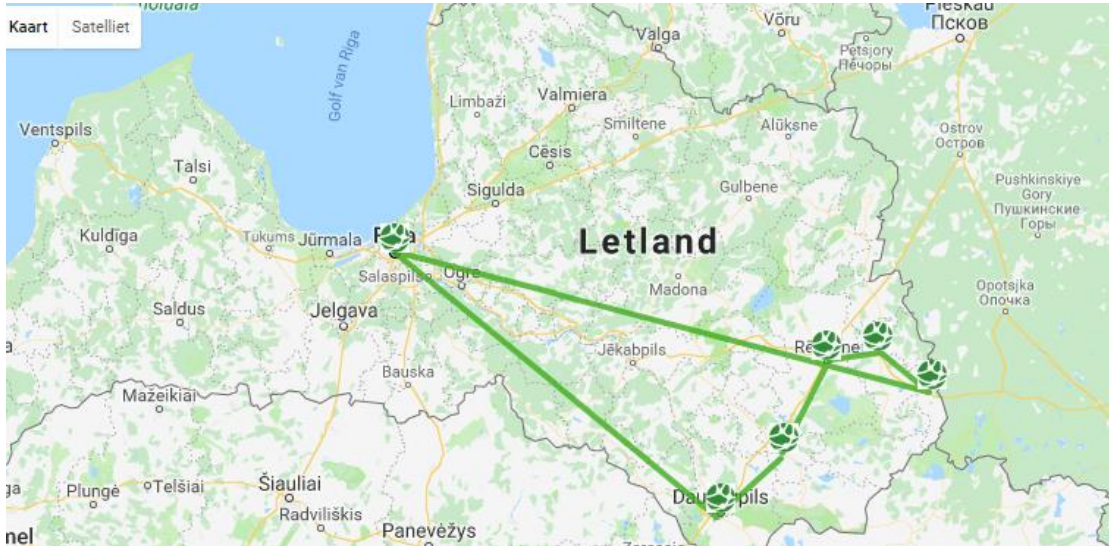 Pleskau
Псков
Kaart Satelliet
Võru
Valga
Petsjory
Печоры
Golf van Riga
Limbaži
Valmiera
Smiltene
Alūksne
Ostrov
Остров
Ventspils
Cēsis
Talsi
Sigulda
Gulbene
Pushkinskiye
Gory
Пушкинские
Горы
Kuldīga
Tukums
Jūrmala
Letland
Salaspils
Ogre
Madona
Opotsjka
Опочка
Saldus
Jelgava
Jēkabpils
Bauska
Mažeikiai
Plungė
Telšiai
Šiauliai
Radviliškis
Panevėžys